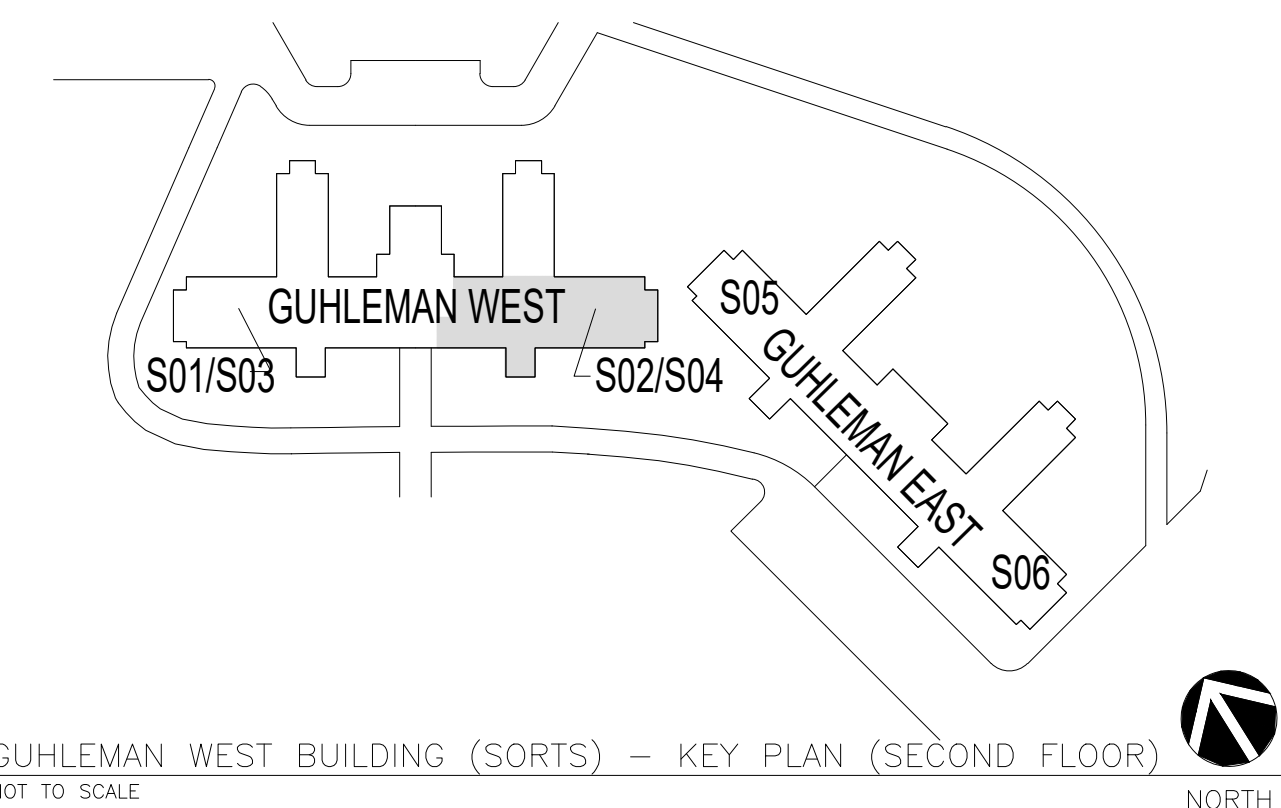 GUHLEMAN WEST
S01/S03
S02/S04
S05
GUHLEMAN EAST
S06
GUHLEMAN WEST BUILDING (SORTS) – KEY PLAN (SECOND FLOOR)
NOT TO SCALE
NORTH